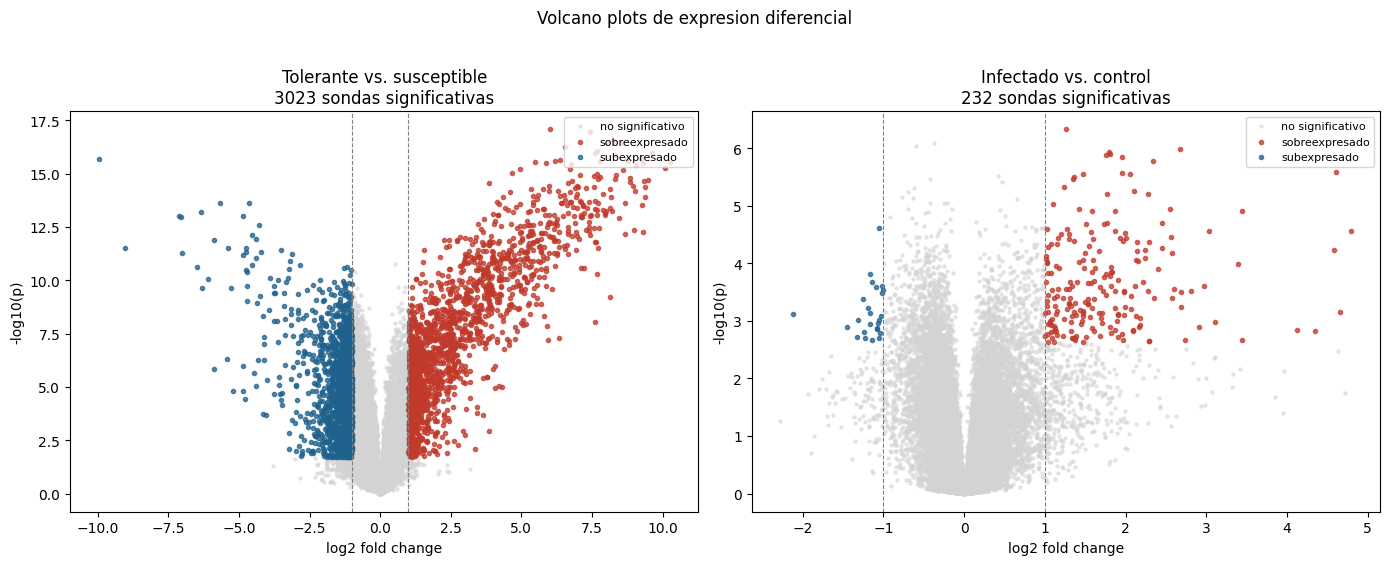 Volcano plots de expresion diferencial
Tolerante vs. susceptible
3023 sondas significativas
17.5
15.0
12.5
10.0
7.5
5.0
2.5
0.0
-log10(p)
no significativo
sobreexpresado
subexpresado
−10.0
−7.5
−5.0
−2.5
0.0
2.5
5.0
7.5
10.0
log2 fold change
Infectado vs. control
232 sondas significativas
6
5
4
3
2
1
0
-log10(p)
no significativo
sobreexpresado
subexpresado
−2
−1
0
1
2
3
4
5
log2 fold change